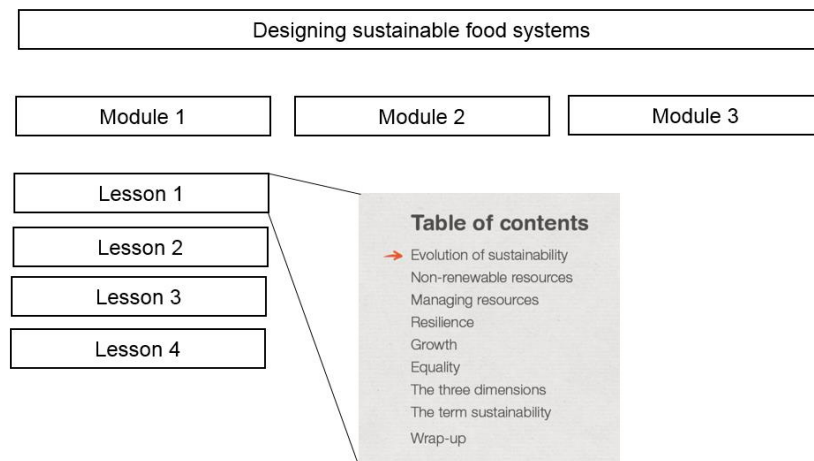 Designing sustainable food systems
Module 1
Module 2
Module 3
Lesson 1
Lesson 2
Lesson 3
Lesson 4
Table of contents
Evolution of sustainability
Non-renewable resources
Managing resources
Resilience
Growth
Equality
The three dimensions
The term sustainability
Wrap-up